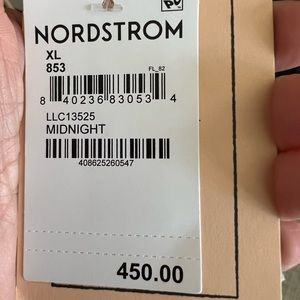 NORDSTROM
XL
853
FL_82
8 40236 83053 4
LLC13525
MIDNIGHT
408625260547
450.00